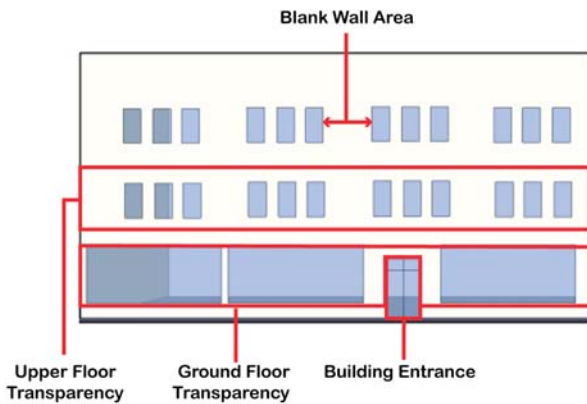 Blank Wall Area
Upper Floor
Transparency
Ground Floor
Transparency
Building Entrance